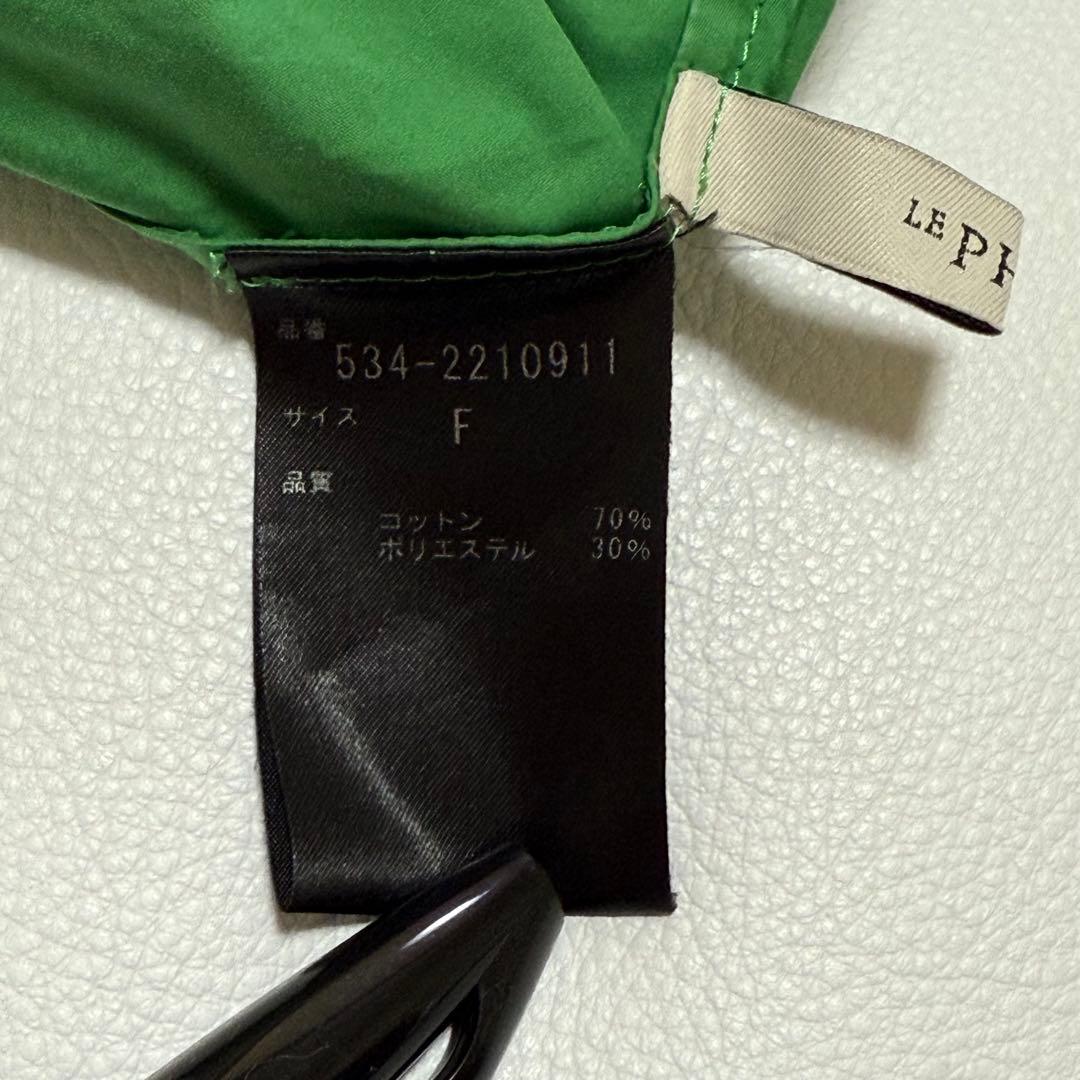 LE PH
品番
534-2210911
サイズ F
品質
コットン 70%
ポリエステル 30%